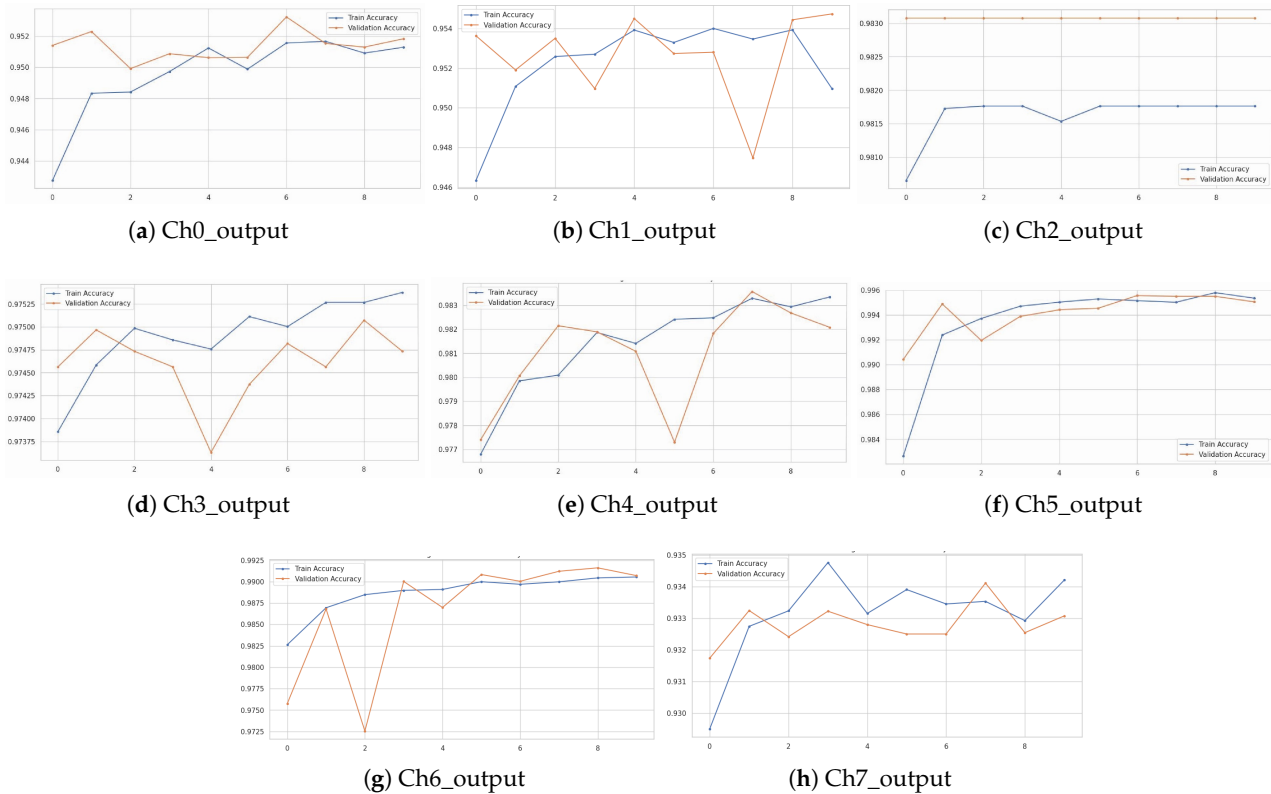 Train Accuracy
Validation Accuracy
0.952
0.950
0.948
0.946
0.944
0 2 4 6 8
(a) Ch0_output
Train Accuracy
Validation Accuracy
0.954
0.952
0.950
0.948
0.946
0 2 4 6 8
(b) Ch1_output
0.9830
0.9825
0.9820
0.9815
0.9810
Train Accuracy
Validation Accuracy
0 2 4 6 8
(c) Ch2_output
Train Accuracy
Validation Accuracy
0.97525
0.97500
0.97475
0.97450
0.97425
0.97400
0.97375
0 2 4 6 8
(d) Ch3_output
Train Accuracy
Validation Accuracy
0.983
0.982
0.981
0.980
0.979
0.978
0.977
0 2 4 6 8
(e) Ch4_output
0.996
0.994
0.992
0.990
0.988
0.986
0.984
Train Accuracy
Validation Accuracy
0 2 4 6 8
(f) Ch5_output
Train Accuracy
Validation Accuracy
0.9925
0.9900
0.9875
0.9850
0.9825
0.9800
0.9775
0.9750
0.9725
0 2 4 6 8
(g) Ch6_output
Train Accuracy
Validation Accuracy
0.935
0.934
0.933
0.932
0.931
0.930
0 2 4 6 8
(h) Ch7_output